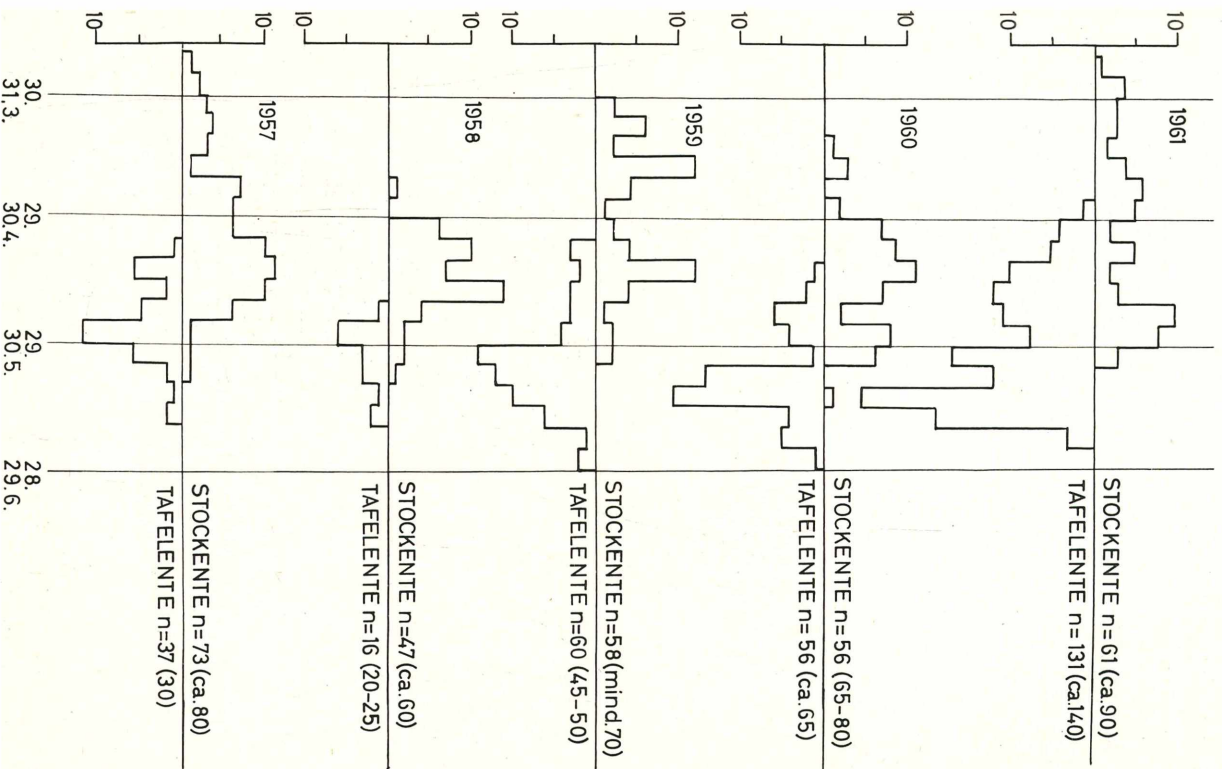 10
1961
STOCKENTE n=61 (ca.90)
TAFELENTE n=131 (ca.140)
10
10
1960
STOCKENTE n=56 (65-80)
TAFELENTE n=56 (ca.65)
10
10
1959
STOCKENTE n=58 (mind.70)
TAFELENTE n=60 (45-50)
10
10
1958
STOCKENTE n=47 (ca.60)
TAFELENTE n=16 (20-25)
10
10
1957
STOCKENTE n=73 (ca.80)
TAFELENTE n=37 (30)
10
30. 29. 29. 28.
31.3. 30.4. 30.5. 29.6.